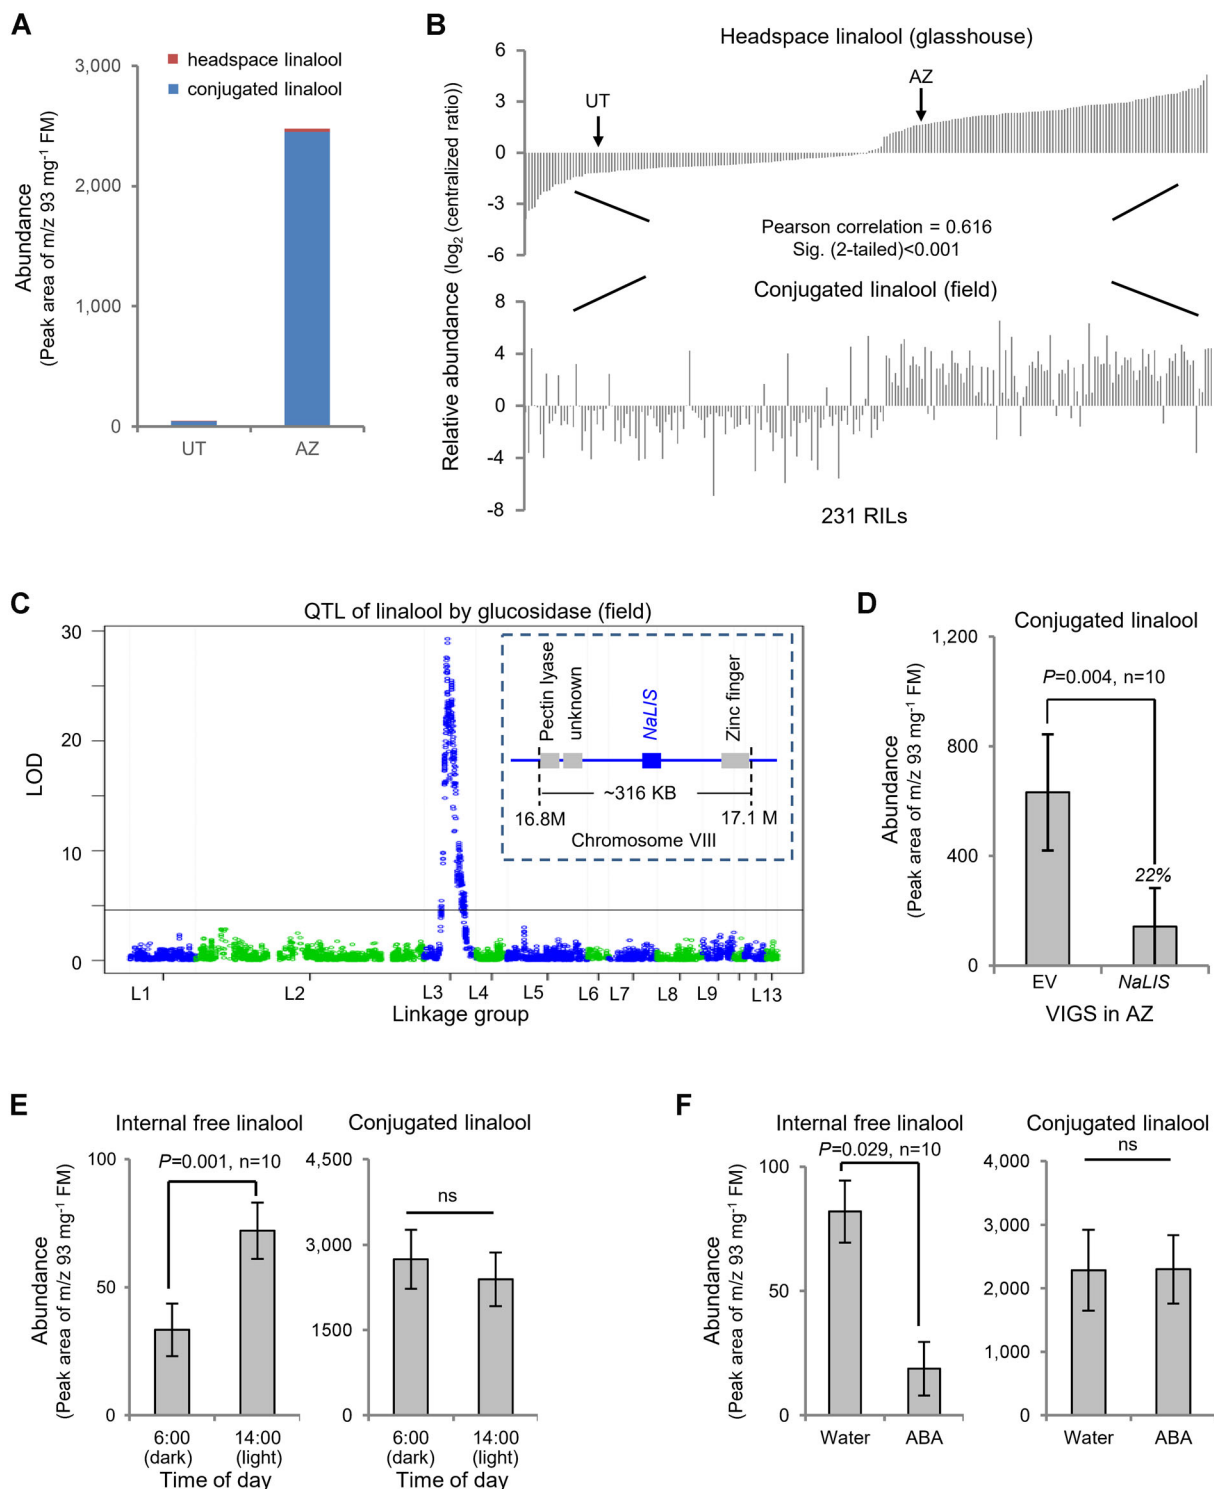 A
headspace linalool
conjugated linalool
3,000
2,000
1,000
0
Abundance
(Peak area of m/z 93 mg⁻¹ FM)
UT
AZ
B
Headspace linalool (glasshouse)
6
3
0
-3
-6
UT
AZ
Pearson correlation = 0.616
Sig. (2-tailed)<0.001
Relative abundance (log₂ (centralized ratio))
Conjugated linalool (field)
8
4
0
-4
-8
231 RILs
C
QTL of linalool by glucosidase (field)
30
20
10
0
LOD
Pectin lyase
unknown
NaLIS
Zinc finger
~316 KB
16.8M
17.1 M
Chromosome VIII
L1
L2
L3
L4
L5
L6
L7
L8
L9
L13
Linkage group
D
Conjugated linalool
1,200
800
400
0
Abundance
(Peak area of m/z 93 mg⁻¹ FM)
P=0.004, n=10
22%
EV
NaLIS
VIGS in AZ
E
Internal free linalool
P=0.001, n=10
100
50
0
Abundance
(Peak area of m/z 93 mg⁻¹ FM)
6:00
(dark)
14:00
(light)
Time of day
Conjugated linalool
4,500
3,000
1500
0
ns
6:00
(dark)
14:00
(light)
Time of day
F
Internal free linalool
P=0.029, n=10
100
50
0
Abundance
(Peak area of m/z 93 mg⁻¹ FM)
Water
ABA
Conjugated linalool
ns
4,000
3,000
2,000
1,000
0
Water
ABA